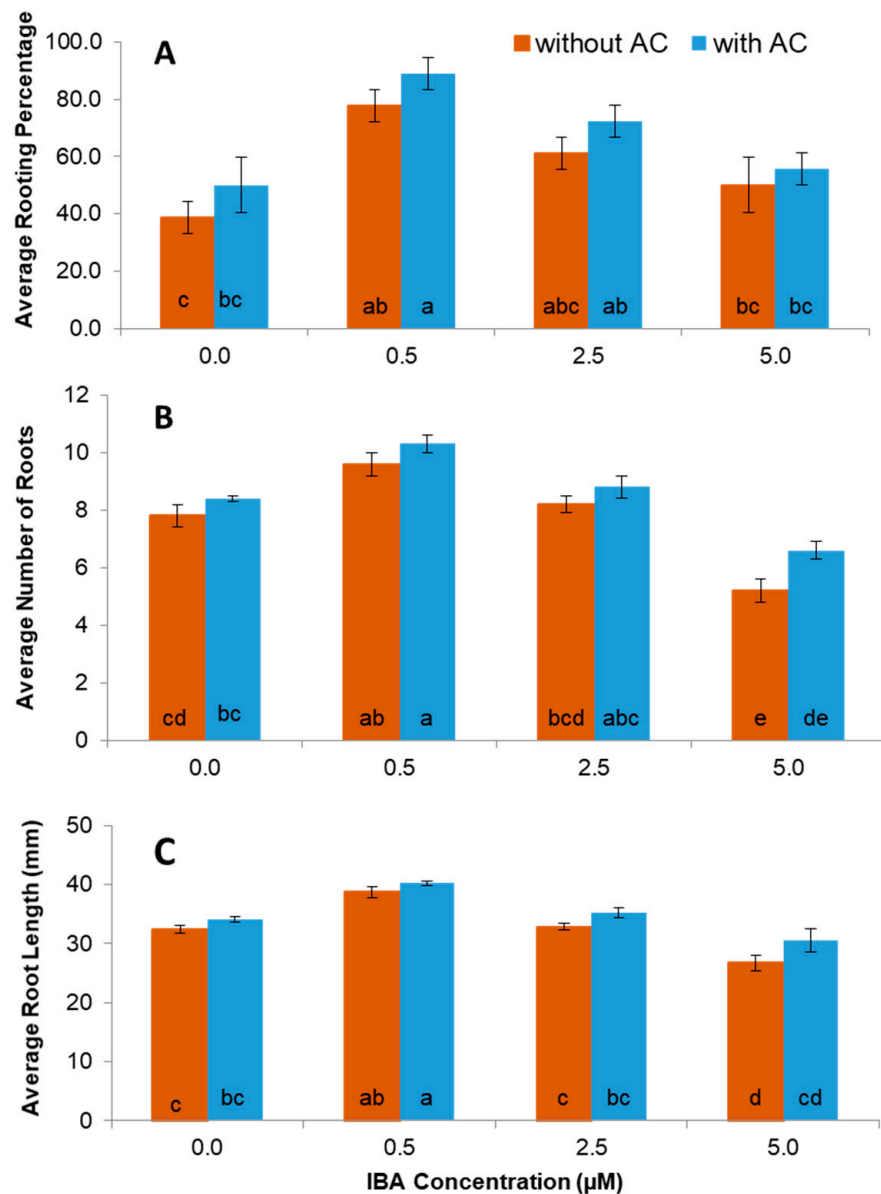 A
without AC with AC
Average Rooting Percentage
100.0
80.0
60.0
40.0
20.0
0.0
c bc ab a abc ab bc bc
0.0 0.5 2.5 5.0
B
Average Number of Roots
12
10
8
6
4
2
0
cd bc ab a bcd abc e de
0.0 0.5 2.5 5.0
C
Average Root Length (mm)
50
40
30
20
10
0
c bc ab a c bc d cd
0.0 0.5 2.5 5.0
IBA Concentration (µM)